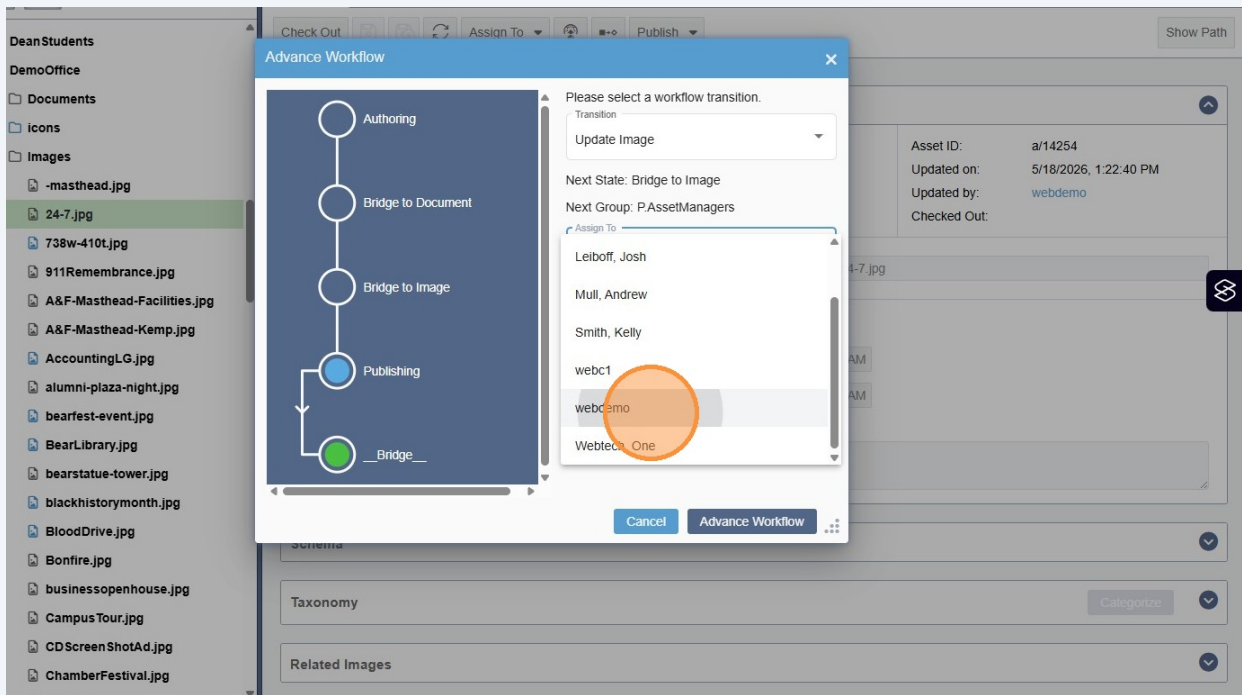 DeanStudents
DemoOffice
Documents
icons
Images
-masthead.jpg
24-7.jpg
738w-410t.jpg
911Remembrance.jpg
A&F-Masthead-Facilities.jpg
A&F-Masthead-Kemp.jpg
AccountingLG.jpg
alumni-plaza-night.jpg
bearfest-event.jpg
BearLibrary.jpg
bearstatue-tower.jpg
blackhistorymonth.jpg
BloodDrive.jpg
Bonfire.jpg
businessopenhouse.jpg
CampusTour.jpg
CDScreenShotAd.jpg
ChamberFestival.jpg
Check Out
Assign To
Publish
Show Path
Advance Workflow
Authoring
Bridge to Document
Bridge to Image
Publishing
__Bridge__
Please select a workflow transition.
Transition
Update Image
Next State: Bridge to Image
Next Group: P.AssetManagers
Assign To
Leiboff, Josh
Mull, Andrew
Smith, Kelly
webc1
webdemo
Webtech, One
Cancel
Advance Workflow
Asset ID: a/14254
Updated on: 5/18/2026, 1:22:40 PM
Updated by: webdemo
Checked Out:
4-7.jpg
AM
AM
Schema
Taxonomy
Categorize
Related Images